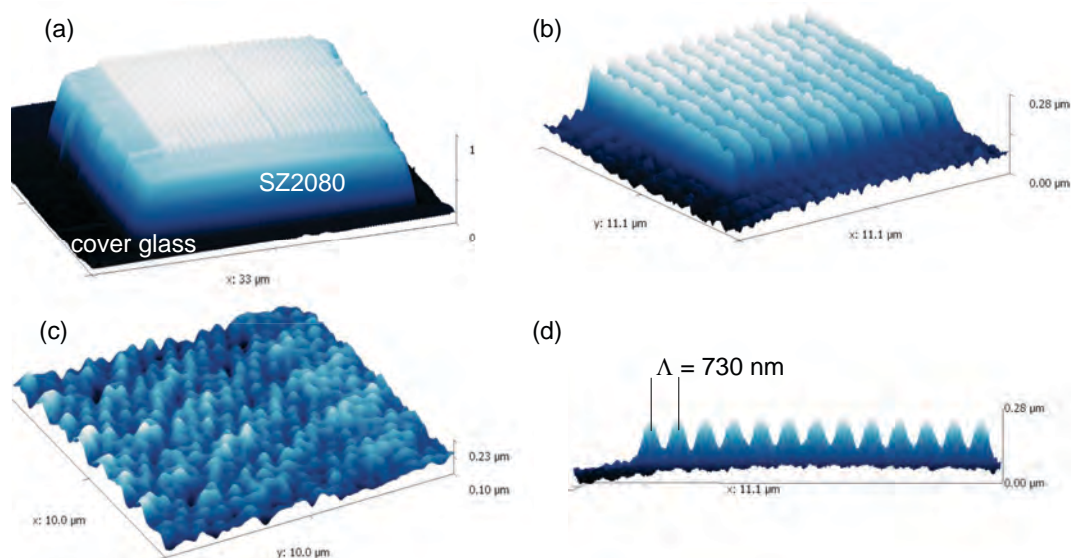 (a)
1
SZ2080
0
cover glass
x: 33 µm
(b)
0.28 µm
0.00 µm
y: 11.1 µm
x: 11.1 µm
(c)
0.23 µm
0.10 µm
x: 10.0 µm
y: 10.0 µm
(d)
Λ = 730 nm
0.28 µm
0.00 µm
x: 11.1 µm